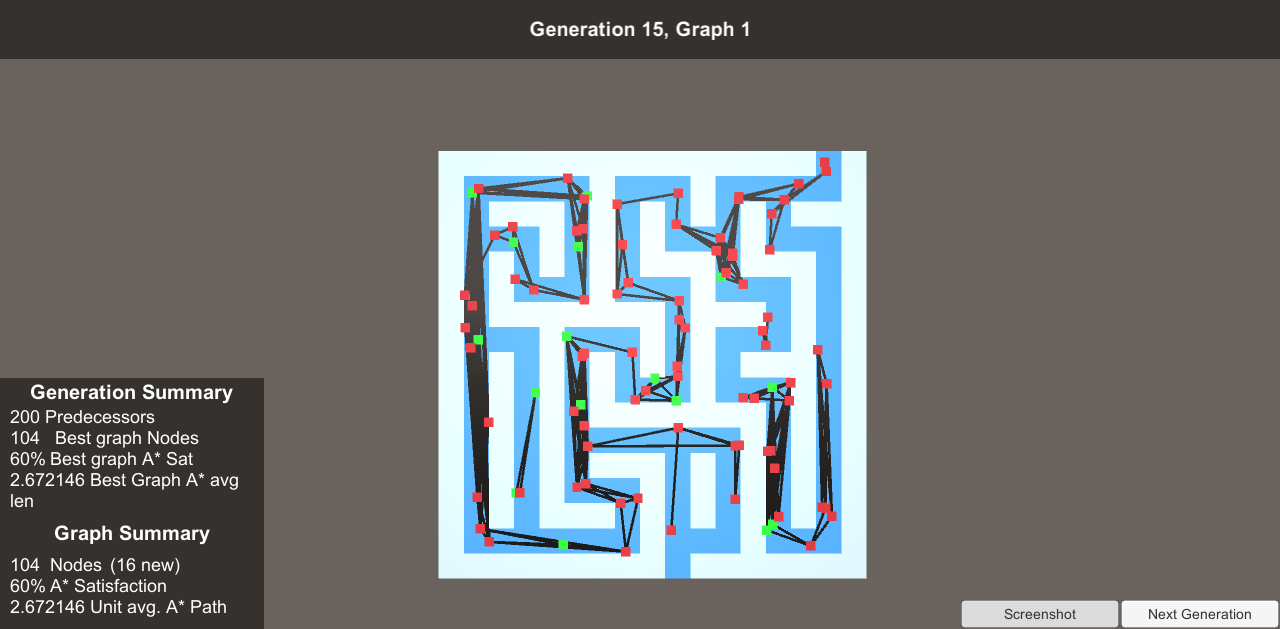 Generation 15, Graph 1
Generation Summary
200 Predecessors
104 Best graph Nodes
60% Best graph A* Sat
2.672146 Best Graph A* avg
len
Graph Summary
104 Nodes (16 new)
60% A* Satisfaction
2.672146 Unit avg. A* Path
Screenshot
Next Generation